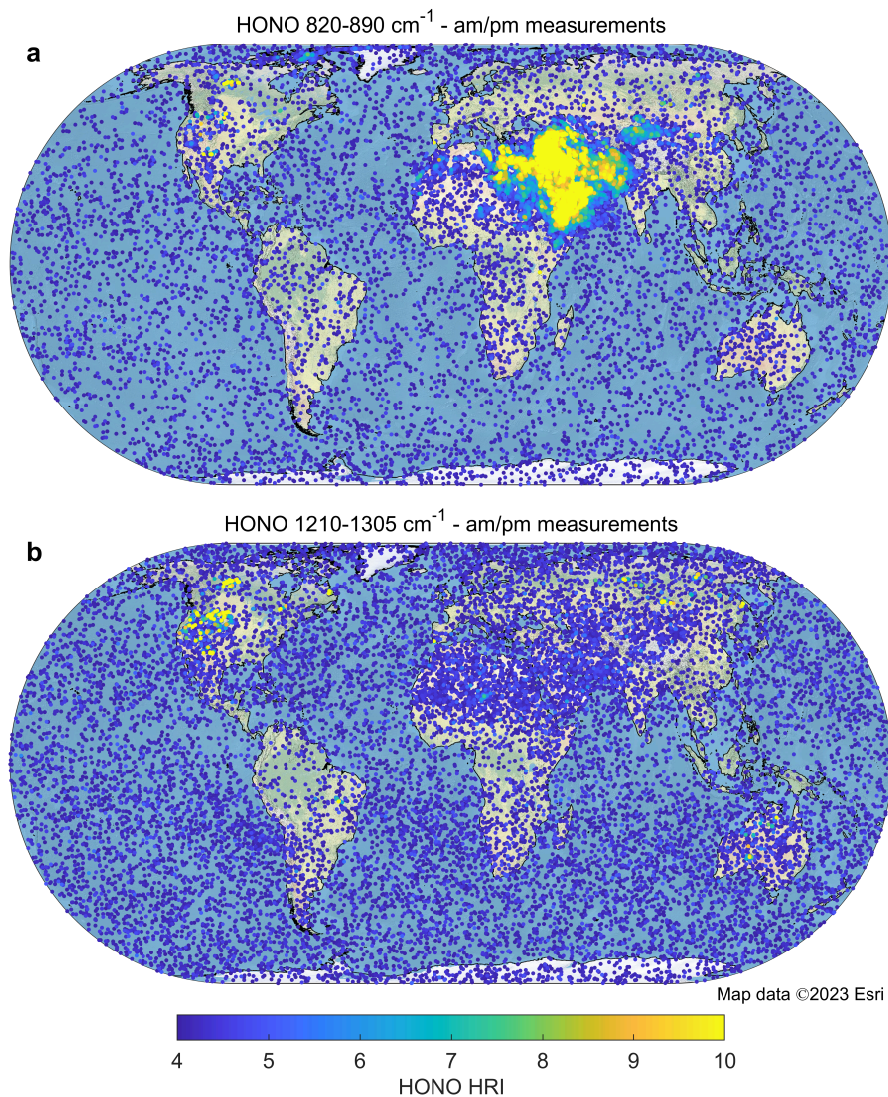 HONO 820-890 cm-1 - am/pm measurements
a
HONO 1210-1305 cm-1 - am/pm measurements
b
Map data ©2023 Esri
4 5 6 7 8 9 10
HONO HRI